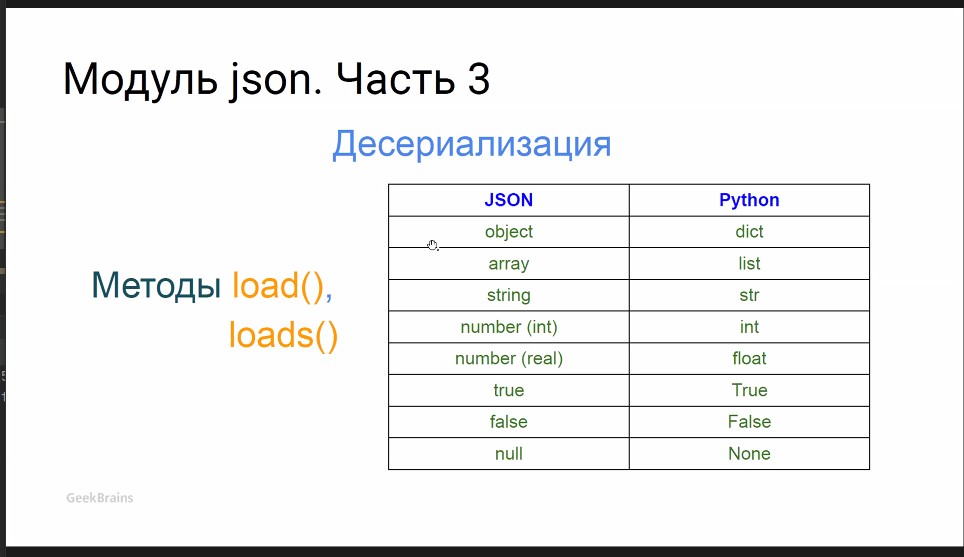 Модуль json. Часть 3
Десериализация
Методы load(),
loads()
JSON Python
object dict
array list
string str
number (int) int
number (real) float
true True
false False
null None
GeekBrains